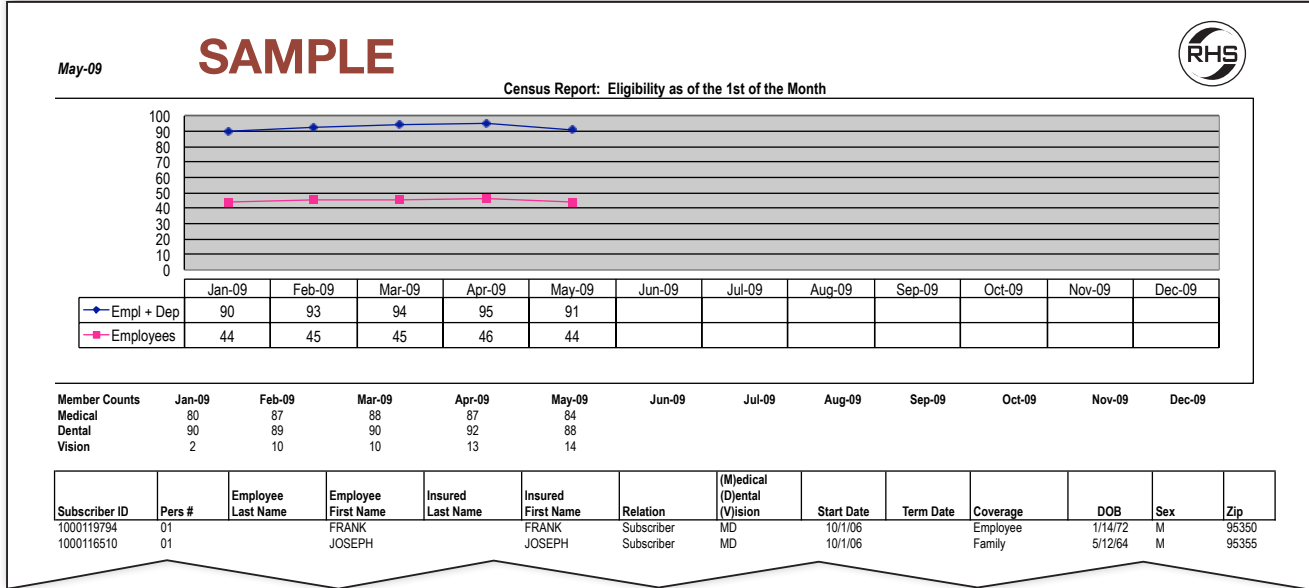 May-09
SAMPLE
RHS
Census Report: Eligibility as of the 1st of the Month
100
90
80
70
60
50
40
30
20
10
0
Jan-09 Feb-09 Mar-09 Apr-09 May-09 Jun-09 Jul-09 Aug-09 Sep-09 Oct-09 Nov-09 Dec-09
Empl + Dep 90 93 94 95 91
Employees 44 45 45 46 44
Member Counts Jan-09 Feb-09 Mar-09 Apr-09 May-09 Jun-09 Jul-09 Aug-09 Sep-09 Oct-09 Nov-09 Dec-09
Medical 80 87 88 87 84
Dental 90 89 90 92 88
Vision 2 10 10 13 14
(M)edical
Employee Employee Insured Insured (D)ental
Subscriber ID Pers # Last Name First Name Last Name First Name Relation (V)ision Start Date Term Date Coverage DOB Sex Zip
1000119794 01 FRANK FRANK Subscriber MD 10/1/06 Employee 1/14/72 M 95350
1000116510 01 JOSEPH JOSEPH Subscriber MD 10/1/06 Family 5/12/64 M 95355